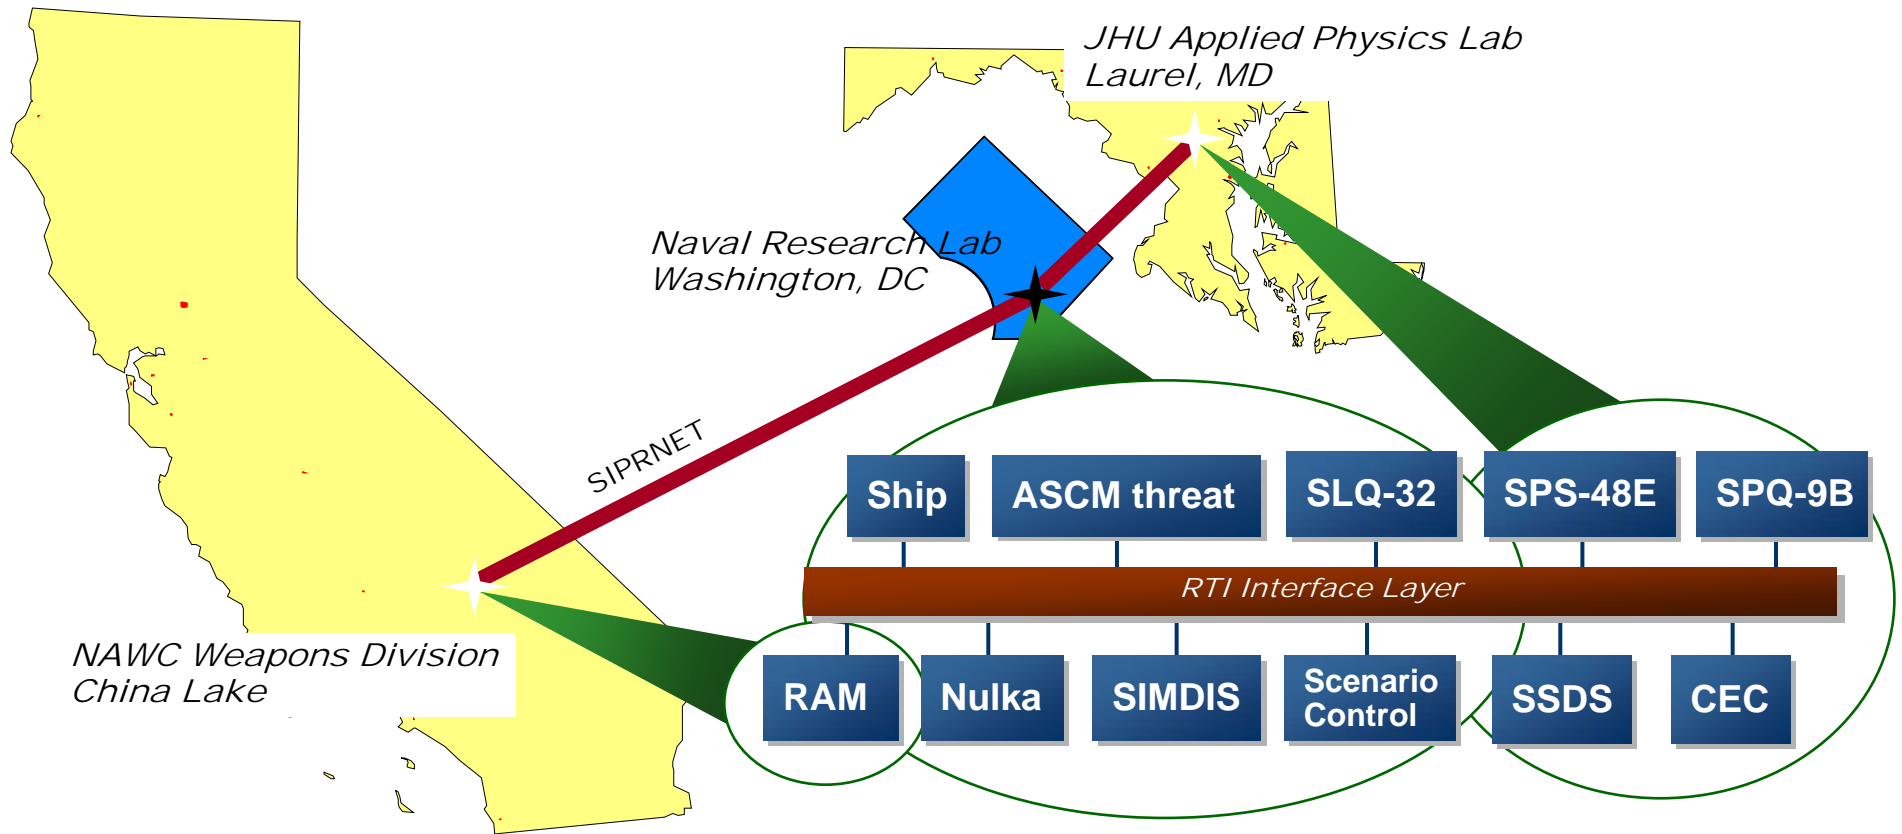 JHU Applied Physics Lab
Laurel, MD
Naval Research Lab
Washington, DC
SIPRNET
NAWC Weapons Division
China Lake
Ship
ASCM threat
SLQ-32
SPS-48E
SPQ-9B
RTI Interface Layer
RAM
Nulka
SIMDIS
Scenario
Control
SSDS
CEC